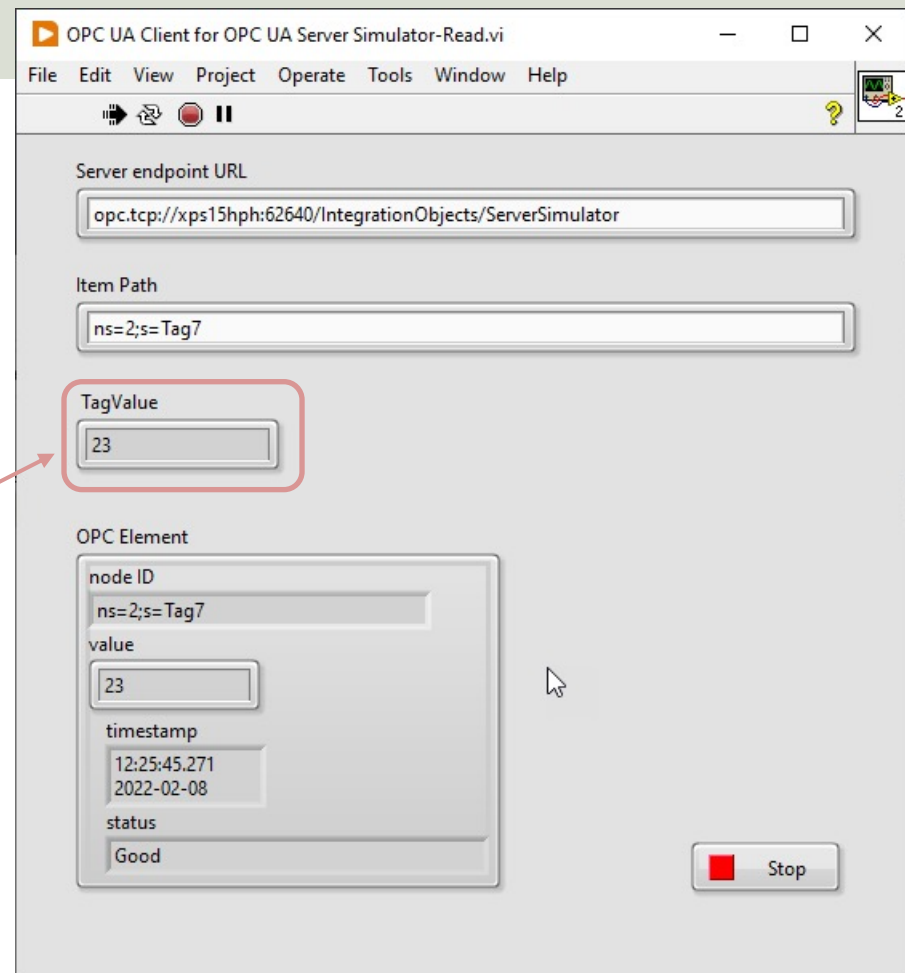 OPC UA Client for OPC UA Server Simulator-Read.vi
File Edit View Project Operate Tools Window Help
2
Server endpoint URL
opc.tcp://xps15hph:62640/IntegrationObjects/ServerSimulator
Item Path
ns=2;s=Tag7
TagValue
23
OPC Element
node ID
ns=2;s=Tag7
value
23
timestamp
12:25:45.271
2022-02-08
status
Good
Stop